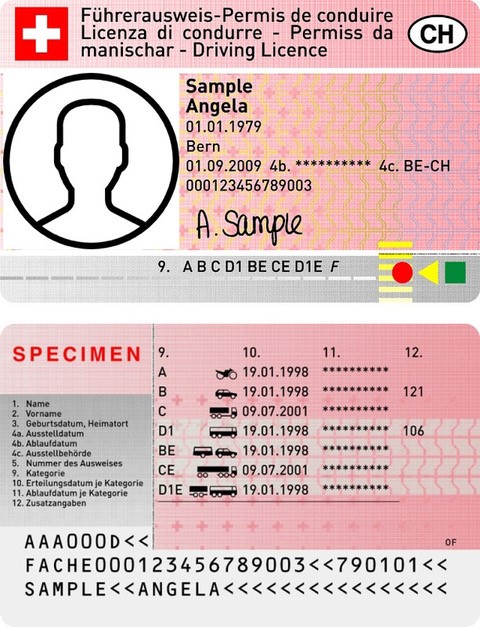 Führerausweis-Permis de conduire
Licenza di condurre - Permiss da
manischar - Driving Licence
CH
Sample
Angela
01.01.1979
Bern
01.09.2009 4b. ********** 4c. BE-CH
000123456789003
A. Sample
9. A B C D1 BE CE D1E F
SPECIMEN
9. 10. 11. 12.
A 19.01.1998 **********
B 19.01.1998 ********** 121
C 09.07.2001 **********
D1 19.01.1998 ********** 106
BE 19.01.1998 **********
CE 09.07.2001 **********
D1E 19.01.1998 **********
1. Name
2. Vorname
3. Geburtsdatum, Heimatort
4a. Ausstelldatum
4b. Ablaufdatum
4c. Ausstellbehörde
5. Nummer des Ausweises
9. Kategorie
10. Erteilungsdatum je Kategorie
11. Ablaufdatum je Kategorie
12. Zusatzangaben
OF
AAA000D<<
FACHE000123456789003<<790101<<
SAMPLE<<ANGELA<<<<<<<<<<<<<<<<